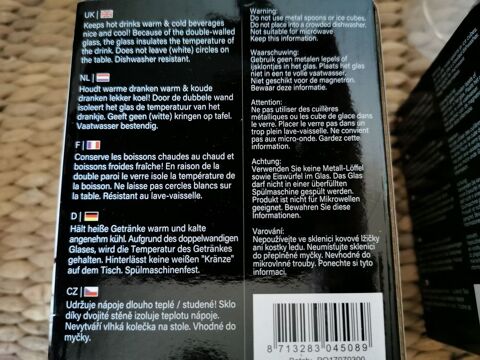 UK |
Keeps hot drinks warm & cold beverages
nice and cool! Because of the double-walled
glass, the glass insulates the temperature of
the drink. Does not leave (white) circles on
the table. Dishwasher resistant.
NL |
Houdt warme dranken warm & koude
dranken lekker koel! Door de dubbele wand
isoleert het glas de temperatuur van het
drankje. Geeft geen (witte) kringen op tafel.
Vaatwasser bestendig.
F |
Conserve les boissons chaudes au chaud et
boissons froides fraîche! En raison de la
double paroi le verre isole la température de
la boisson. Ne laisse pas cercles blancs sur
la table. Résistant au lave-vaisselle.
D |
Hält heiße Getränke warm und kalte
angenehm kühl. Aufgrund des doppelwandigen
Glases, wird die Temperatur des Getränkes
gehalten. Hinterlässt keine weißen "Kränze"
auf dem Tisch. Spülmaschinenfest.
CZ |
Udržuje nápoje dlouho teplé / studené! Sklo
díky dvojité stěně izoluje teplotu nápoje.
Nevytváří vlhká kolečka na stole. Vhodné do
myčky.
Warning:
Do not use metal spoons or ice cubes.
Do not place in a crowded dishwasher.
Not suitable for microwave
Keep this information.
Waarschuwing:
Gebruik geen metalen lepels of
ijsklontjes in het glas. Plaats het glas
niet in een te volle vaatwasser.
Niet geschikt voor de magnetron.
Bewaar deze informatie.
Attention:
Ne pas utiliser des cuillères
métalliques ou les cube de glace dans
le verre. Placer le verre pas dans un
trop plein lave-vaisselle. Ne convient
pas aux micro-onde. Gardez cette
information.
Achtung:
Verwenden Sie keine Metall-Löffel
sowie Eiswürfel im Glas. Das Glas
darf nicht in einer überfüllten
Spülmaschine gespült werden.
Produkt ist nicht für Mikrowellen
geeignet. Bewahren Sie diese
Informationen.
Varování:
Nepoužívejte ve sklenici kovové lžičky
ani kostky ledu. Neumisťujte sklenici
do přeplněné myčky. Nevhodné do
mikrovlnné trouby. Ponechte si tyto
informaci.
8 713283 045089